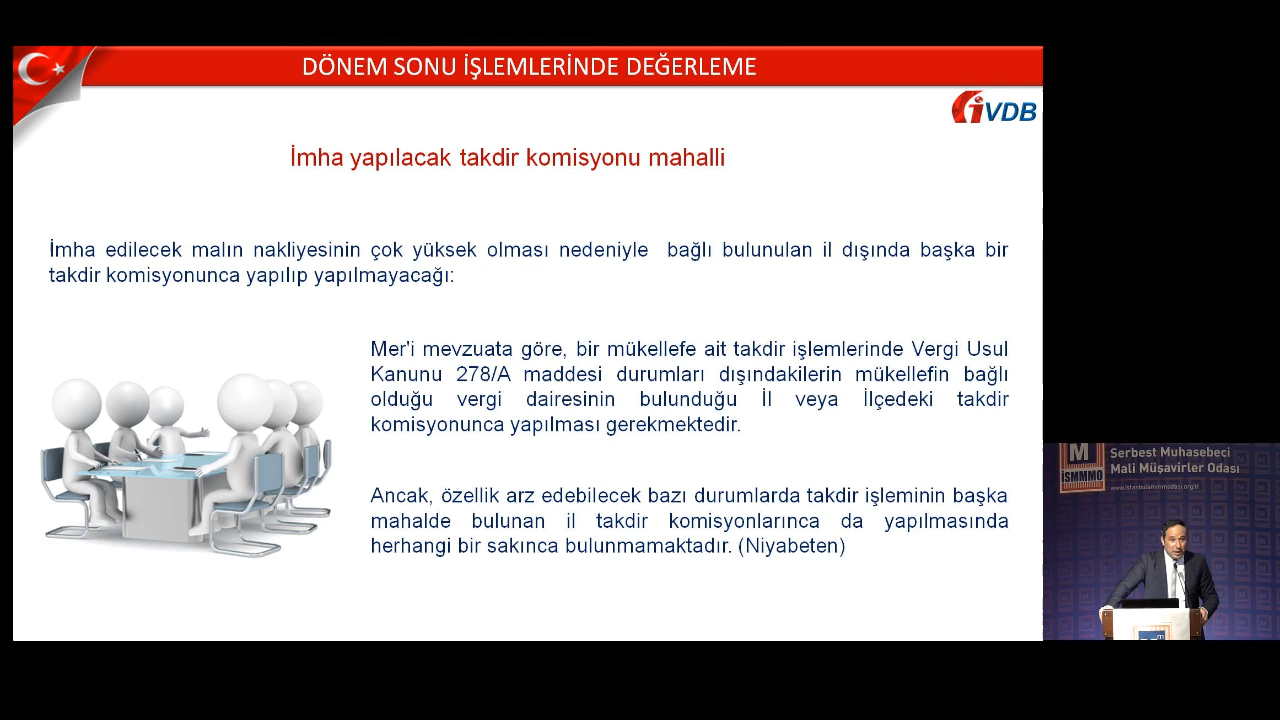 DÖNEM SONU İŞLEMLERİNDE DEĞERLEME
İVDB
İmha yapılacak takdir komisyonu mahalli
İmha edilecek malın nakliyesinin çok yüksek olması nedeniyle bağlı bulunulan il dışında başka bir
takdir komisyonunca yapılıp yapılmayacağı:
Mer'i mevzuata göre, bir mükellefe ait takdir işlemlerinde Vergi Usul
Kanunu 278/A maddesi durumları dışındakilerin mükellefin bağlı
olduğu vergi dairesinin bulunduğu İl veya İlçedeki takdir
komisyonunca yapılması gerekmektedir.
Ancak, özellik arz edebilecek bazı durumlarda takdir işleminin başka
mahalde bulunan il takdir komisyonlarınca da yapılmasında
herhangi bir sakınca bulunmamaktadır. (Niyabeten)
M
İSMMMO
Serbest Muhasebeci
Mali Müşavirler Odası
www.istanbulsmmmodasi.org.tr